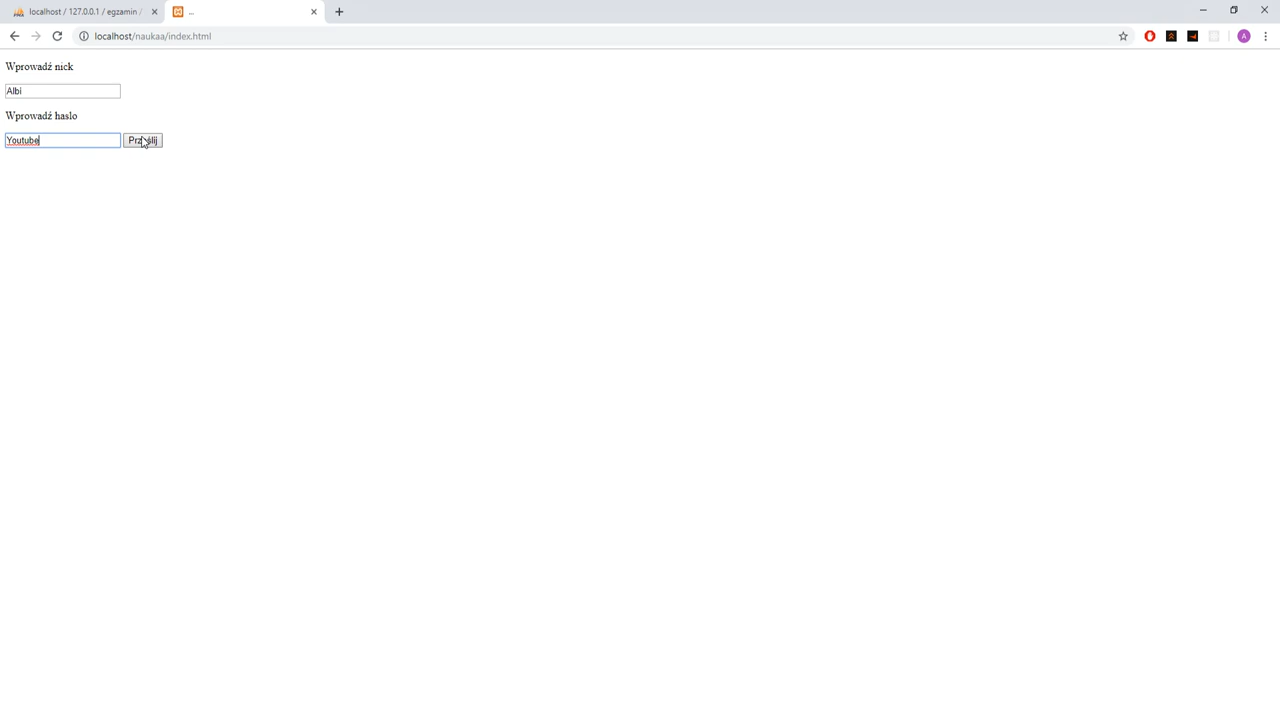 localhost / 127.0.0.1 / egzamin /
...
localhost/naukaa/index.html
A
Wprowadź nick
Albi
Wprowadź haslo
Youtube